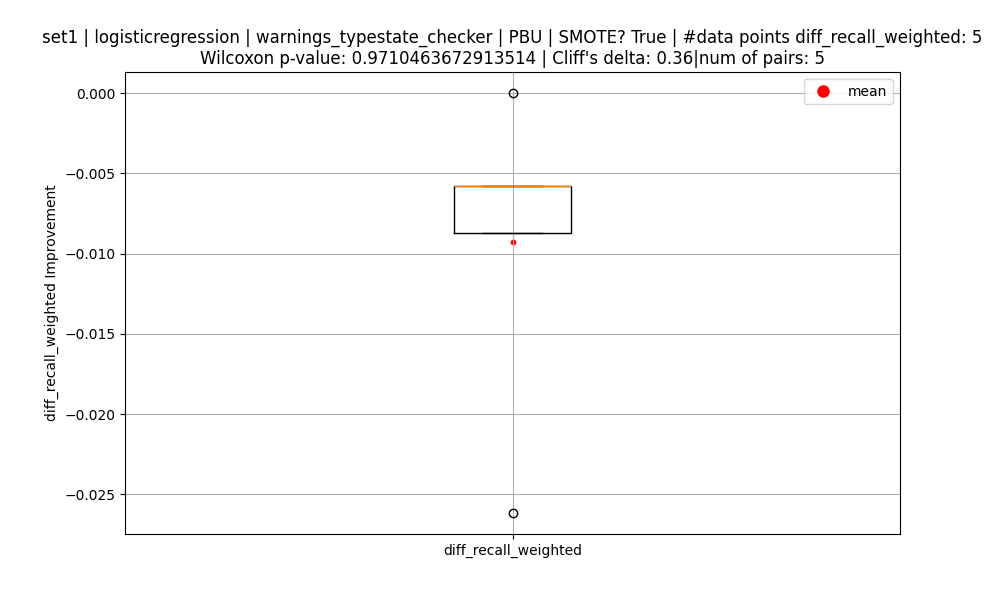 set1 | logisticregression | warnings_typestate_checker | PBU | SMOTE? True | #data points diff_recall_weighted: 5
Wilcoxon p-value: 0.9710463672913514 | Cliff's delta: 0.36|num of pairs: 5
mean
0.000
−0.005
−0.010
−0.015
−0.020
−0.025
diff_recall_weighted Improvement
diff_recall_weighted